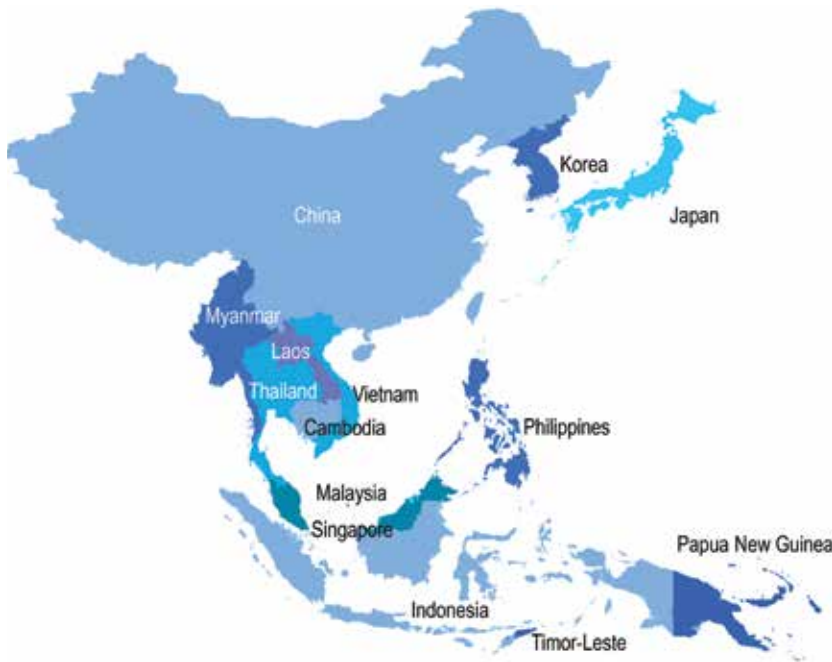 Korea
China
Japan
Myanmar
Laos
Thailand
Vietnam
Cambodia
Philippines
Malaysia
Singapore
Papua New Guinea
Indonesia
Timor-Leste